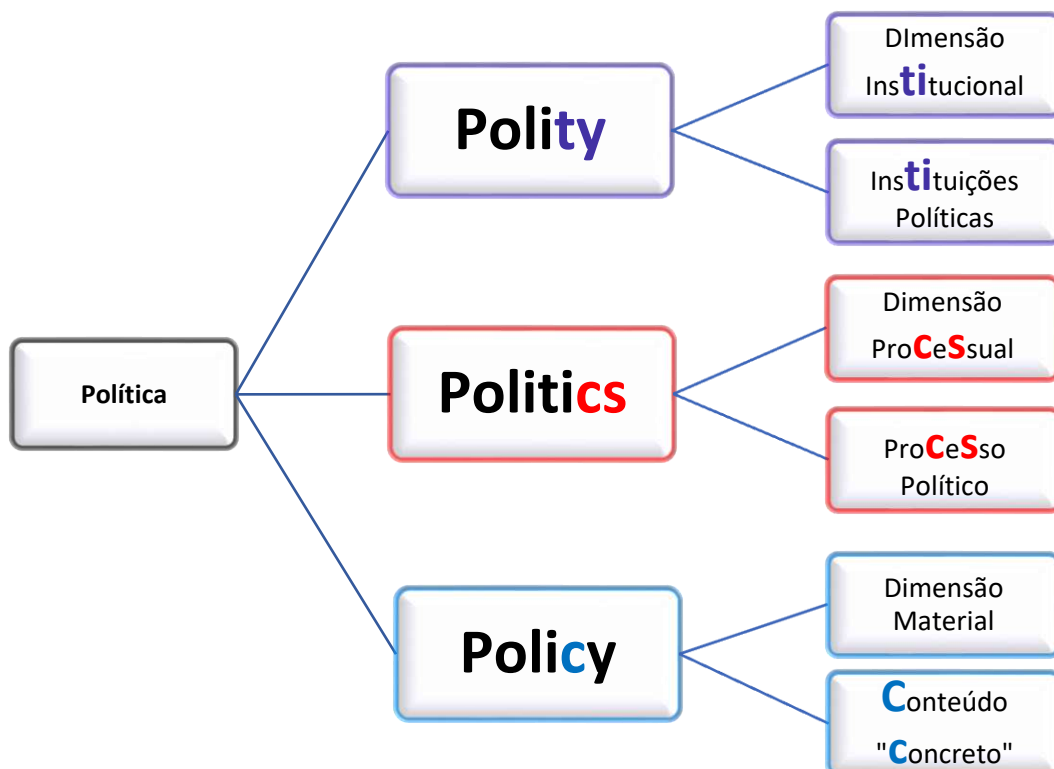 Política
Polity
DImensão
Institucional
Instituições
Políticas
Politics
Dimensão
ProCeSsual
ProCeSso
Político
Policy
Dimensão
Material
Conteúdo
"Concreto"